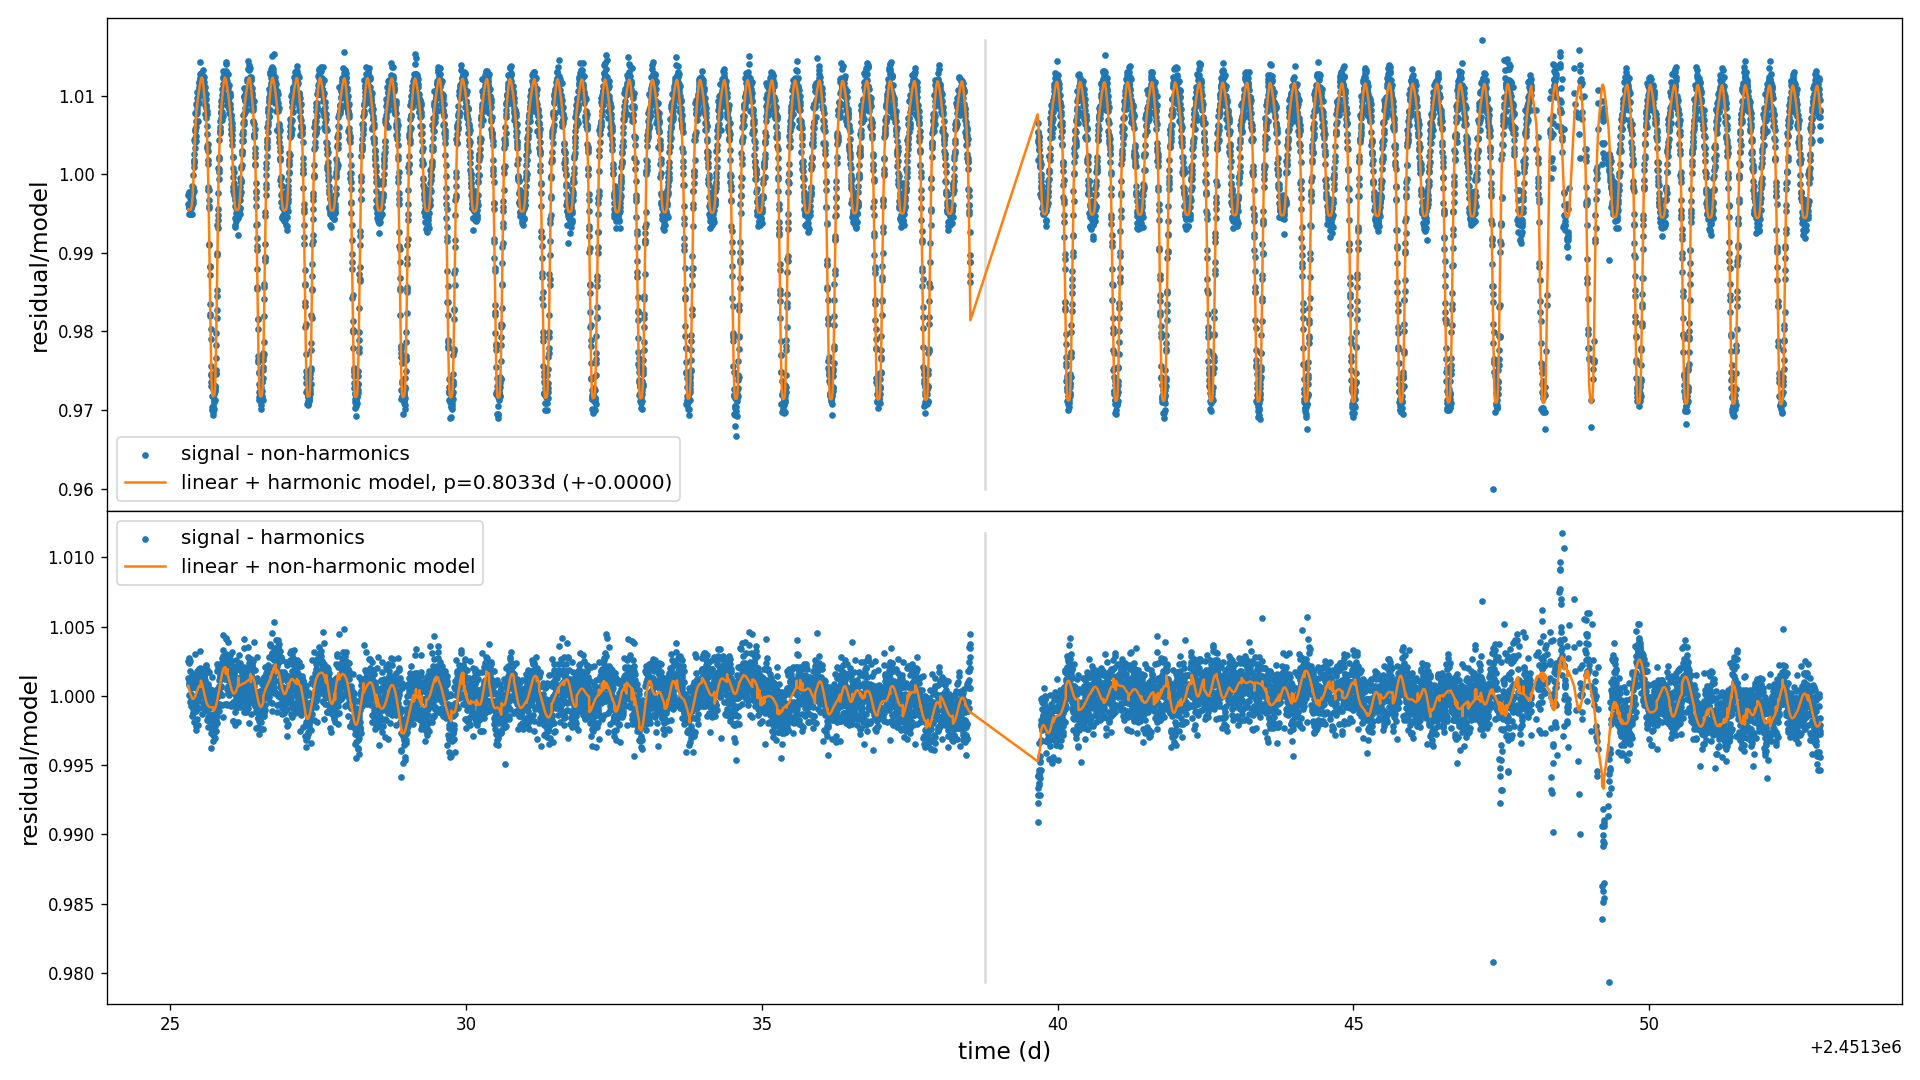 1.01
1.00
0.99
0.98
0.97
0.96
residual/model
signal - non-harmonics
linear + harmonic model, p=0.8033d (+-0.0000)
signal - harmonics
linear + non-harmonic model
1.010
1.005
1.000
0.995
0.990
0.985
0.980
residual/model
25 30 35 40 45 50
time (d)
+2.4513e6